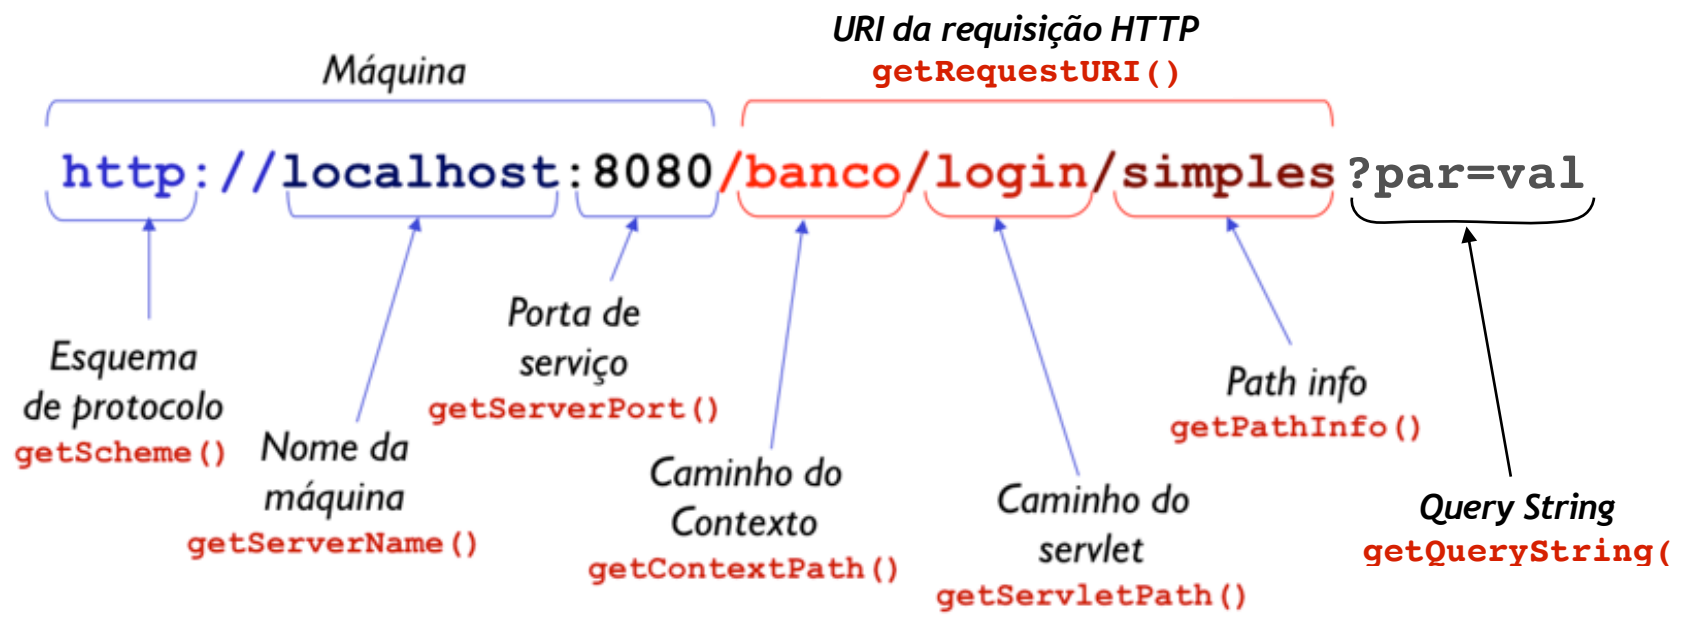 URI da requisição HTTP
getRequestURI()
Máquina
http://localhost:8080/banco/login/simples?par=val
Esquema
de protocolo
getScheme()
Nome da
máquina
getServerName()
Porta de
serviço
getServerPort()
Caminho do
Contexto
getContextPath()
Caminho do
servlet
getServletPath()
Path info
getPathInfo()
Query String
getQueryString(